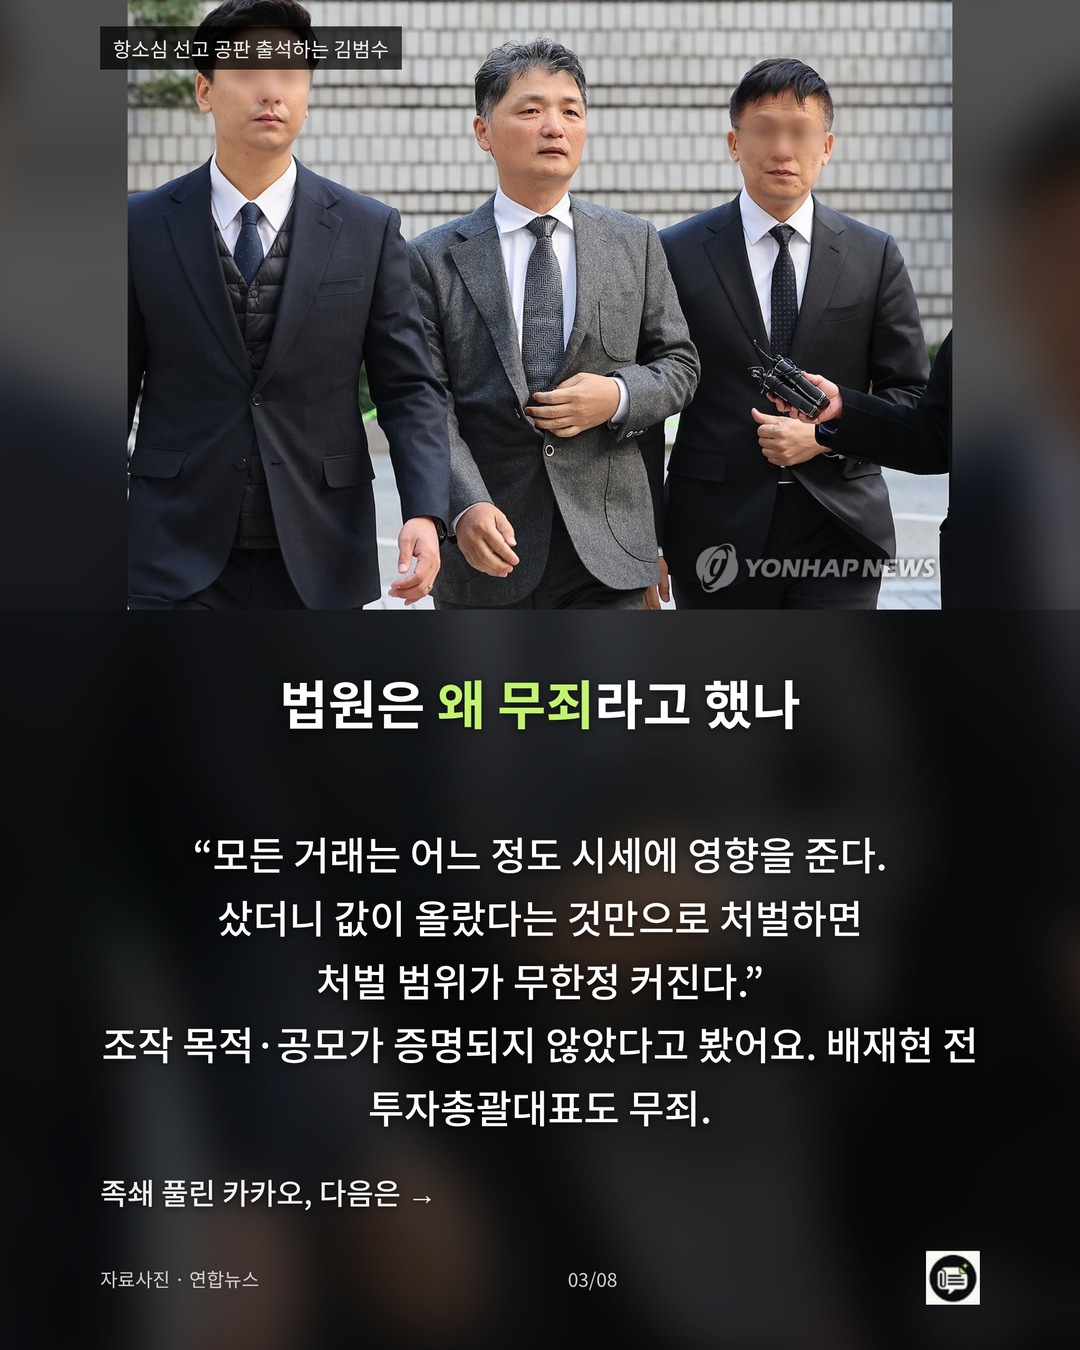 항소심 선고 공판 출석하는 김범수
YONHAP NEWS
법원은 왜 무죄라고 했나
“모든 거래는 어느 정도 시세에 영향을 준다.
샀더니 값이 올랐다는 것만으로 처벌하면
처벌 범위가 무한정 커진다.”
조작 목적·공모가 증명되지 않았다고 봤어요. 배재현 전
투자총괄대표도 무죄.
족쇄 풀린 카카오, 다음은 →
자료사진 · 연합뉴스
03/08